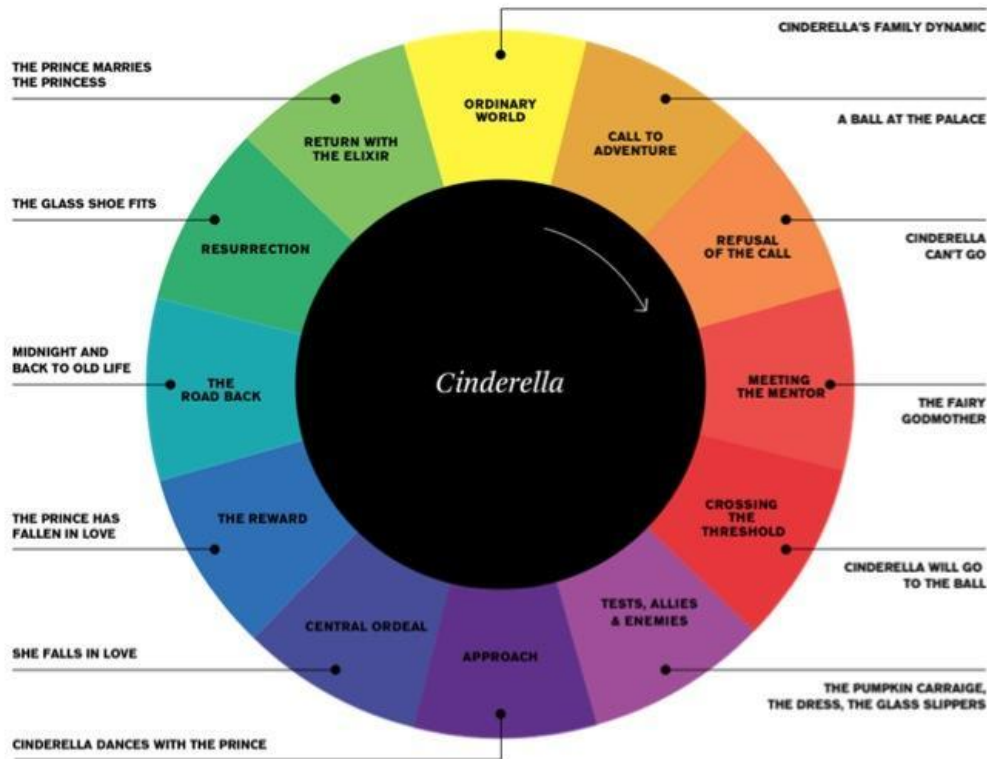 CINDERELLA'S FAMILY DYNAMIC
THE PRINCE MARRIES
THE PRINCESS
ORDINARY
WORLD
A BALL AT THE PALACE
CALL TO
ADVENTURE
RETURN WITH
THE ELIXIR
THE GLASS SHOE FITS
RESURRECTION
REFUSAL
OF THE CALL
CINDERELLA
CAN'T GO
MIDNIGHT AND
BACK TO OLD LIFE
THE
ROAD BACK
Cinderella
MEETING
THE MENTOR
THE FAIRY
GODMOTHER
THE PRINCE HAS
FALLEN IN LOVE
THE REWARD
CROSSING
THE
THRESHOLD
CINDERELLA WILL GO
TO THE BALL
TESTS, ALLIES
& ENEMIES
CENTRAL ORDEAL
APPROACH
SHE FALLS IN LOVE
THE PUMPKIN CARRAIGE,
THE DRESS, THE GLASS SLIPPERS
CINDERELLA DANCES WITH THE PRINCE